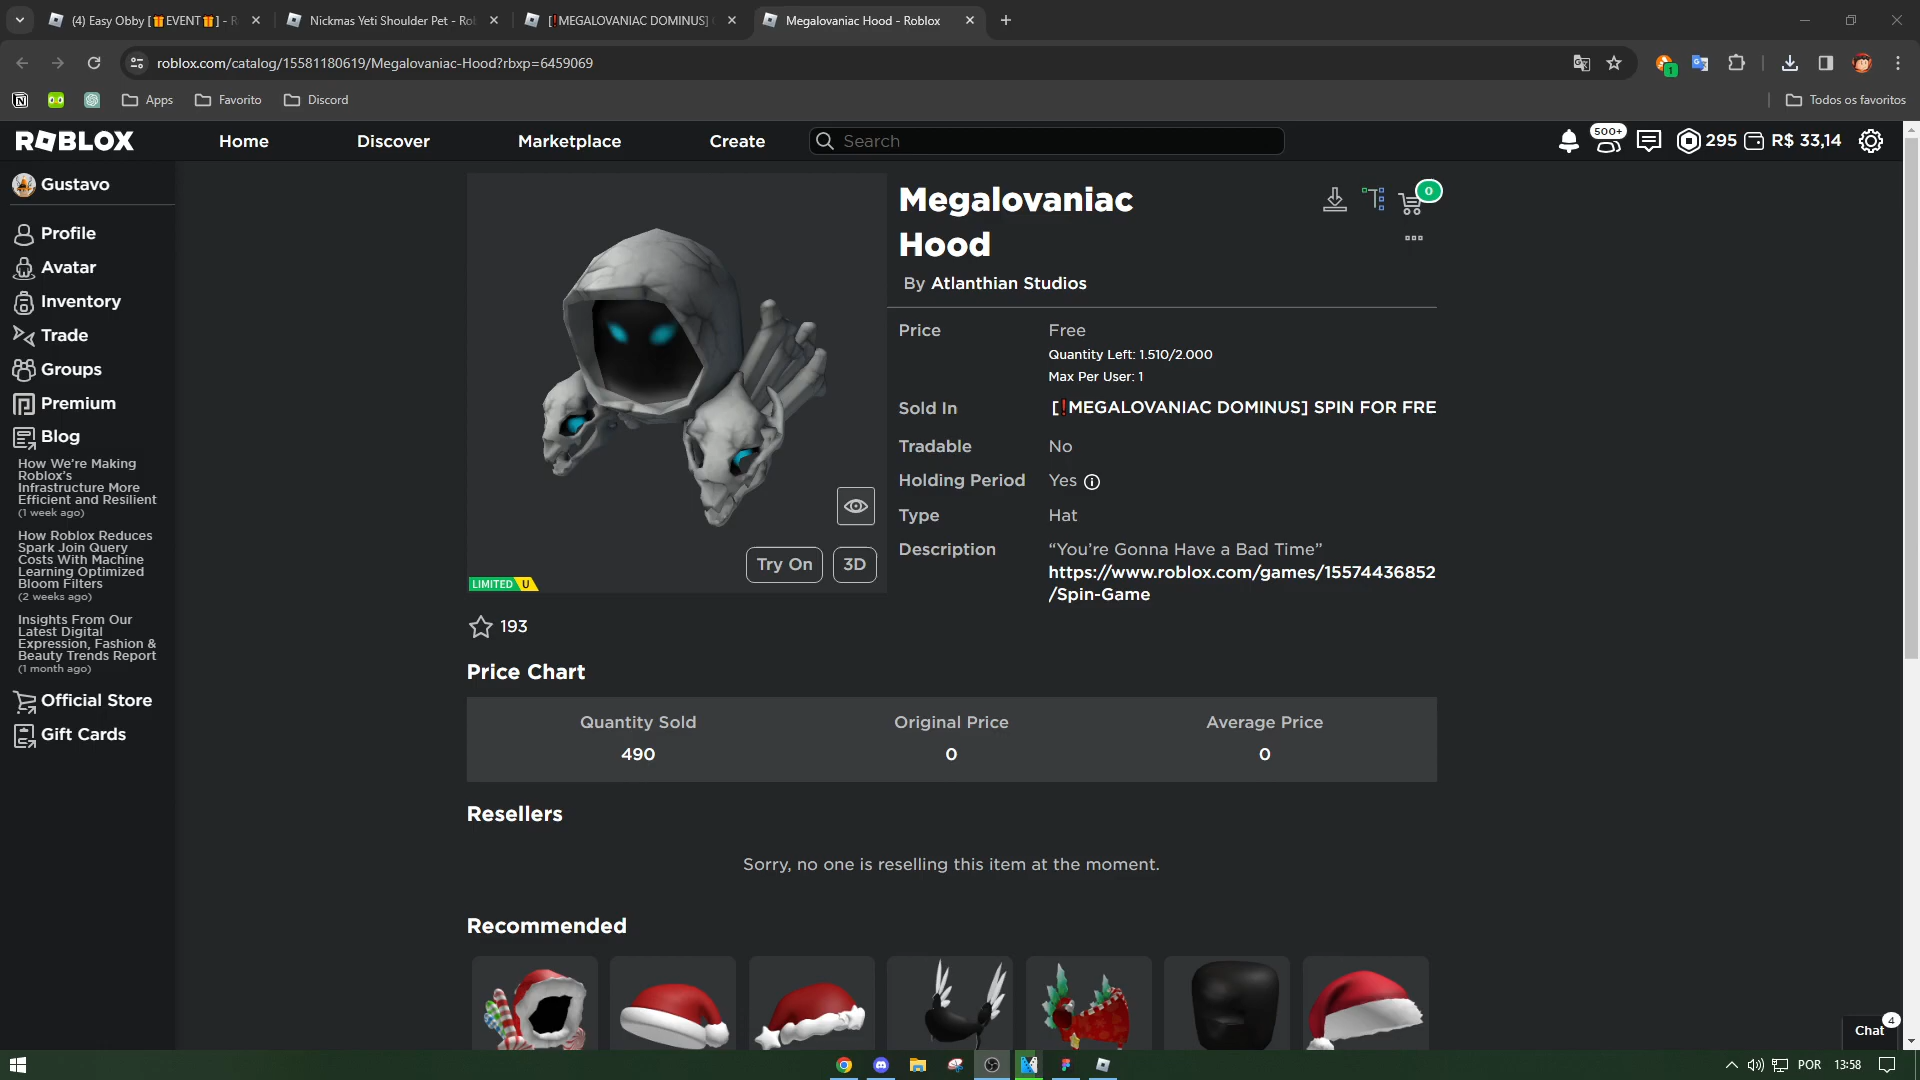 (4) Easy Obby [🎁EVENT🎁] - R
Nickmas Yeti Shoulder Pet - Rob
[❗MEGALOVANIAC DOMINUS]
Megalovaniac Hood - Roblox
roblox.com/catalog/15581180619/Megalovaniac-Hood?rbxp=6459069
1
Apps
Favorito
Discord
Todos os favoritos
ROBLOX
Home
Discover
Marketplace
Create
Search
500+
295
R$ 33,14
Gustavo
Profile
Avatar
Inventory
Trade
Groups
Premium
Blog
How We're Making
Roblox's
Infrastructure More
Efficient and Resilient
(1 week ago)
How Roblox Reduces
Spark Join Query
Costs With Machine
Learning Optimized
Bloom Filters
(2 weeks ago)
Insights From Our
Latest Digital
Expression, Fashion &
Beauty Trends Report
(1 month ago)
Official Store
Gift Cards
Try On
3D
LIMITED U
193
Megalovaniac
Hood
0
By Atlanthian Studios
Price
Free
Quantity Left: 1.510/2.000
Max Per User: 1
Sold In
[❗MEGALOVANIAC DOMINUS] SPIN FOR FRE
Tradable
No
Holding Period
Yes
Type
Hat
Description
“You’re Gonna Have a Bad Time”
https://www.roblox.com/games/15574436852
/Spin-Game
Price Chart
Quantity Sold
Original Price
Average Price
490
0
0
Resellers
Sorry, no one is reselling this item at the moment.
Recommended
Chat
4
POR
13:58